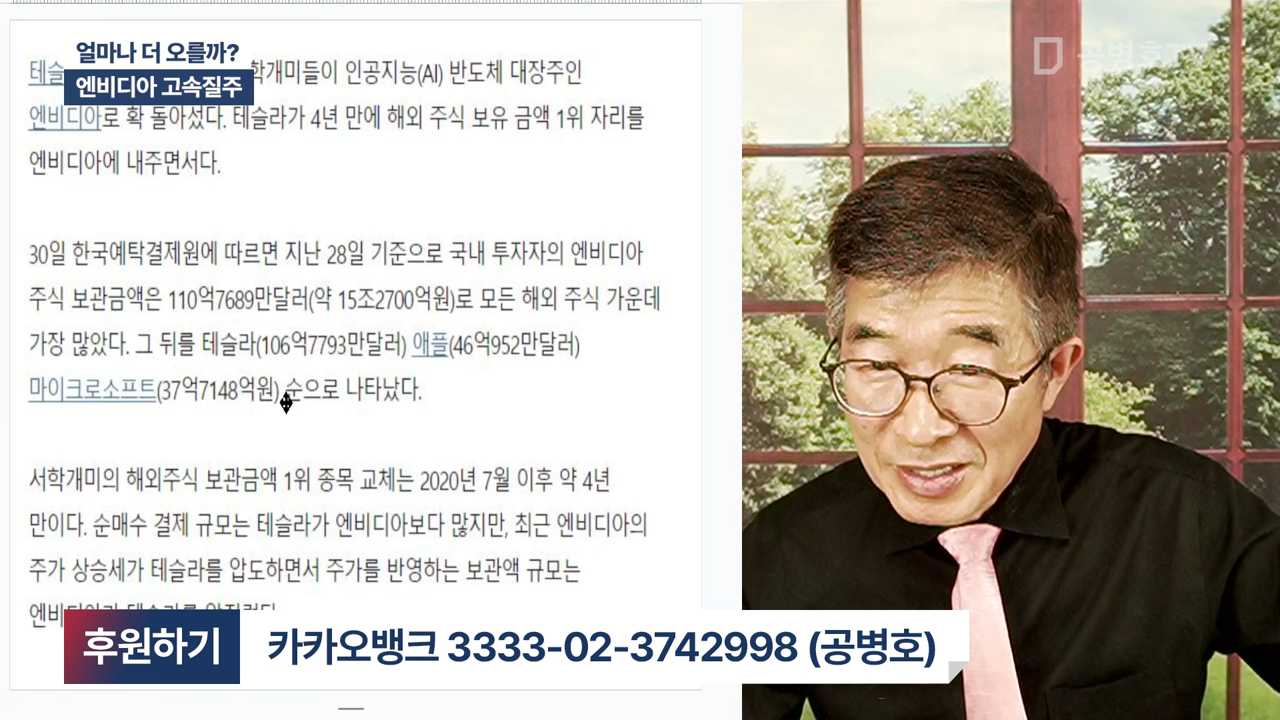 얼마나 더 오를까?
엔비디아 고속질주
테슬 학개미들이 인공지능(AI) 반도체 대장주인
엔비디아로 확 돌아섰다. 테슬라가 4년 만에 해외 주식 보유 금액 1위 자리를
엔비디아에 내주면서다.
30일 한국예탁결제원에 따르면 지난 28일 기준으로 국내 투자자의 엔비디아
주식 보관금액은 110억7689만달러(약 15조2700억원)로 모든 해외 주식 가운데
가장 많았다. 그 뒤를 테슬라(106억7793만달러) 애플(46억952만달러)
마이크로소프트(37억7148억원) 순으로 나타났다.
서학개미의 해외주식 보관금액 1위 종목 교체는 2020년 7월 이후 약 4년
만이다. 순매수 결제 규모는 테슬라가 엔비디아보다 많지만, 최근 엔비디아의
주가 상승세가 테슬라를 압도하면서 주가를 반영하는 보관액 규모는
후원하기
카카오뱅크 3333-02-3742998 (공병호)
공병호